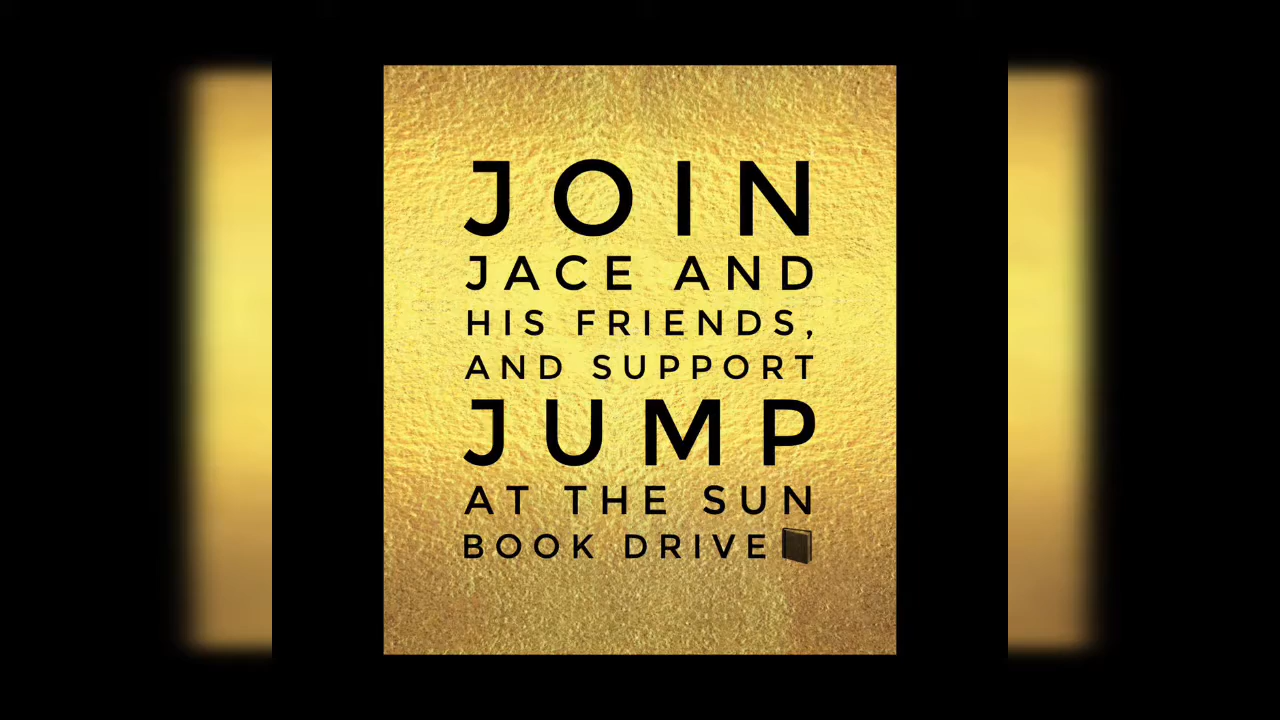 JOIN
JACE AND
HIS FRIENDS,
AND SUPPORT
JUMP
AT THE SUN
BOOK DRIVE